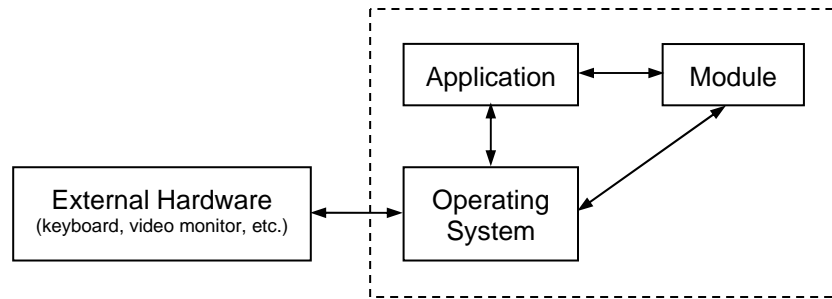 Application
Module
External Hardware
(keyboard, video monitor, etc.)
Operating
System